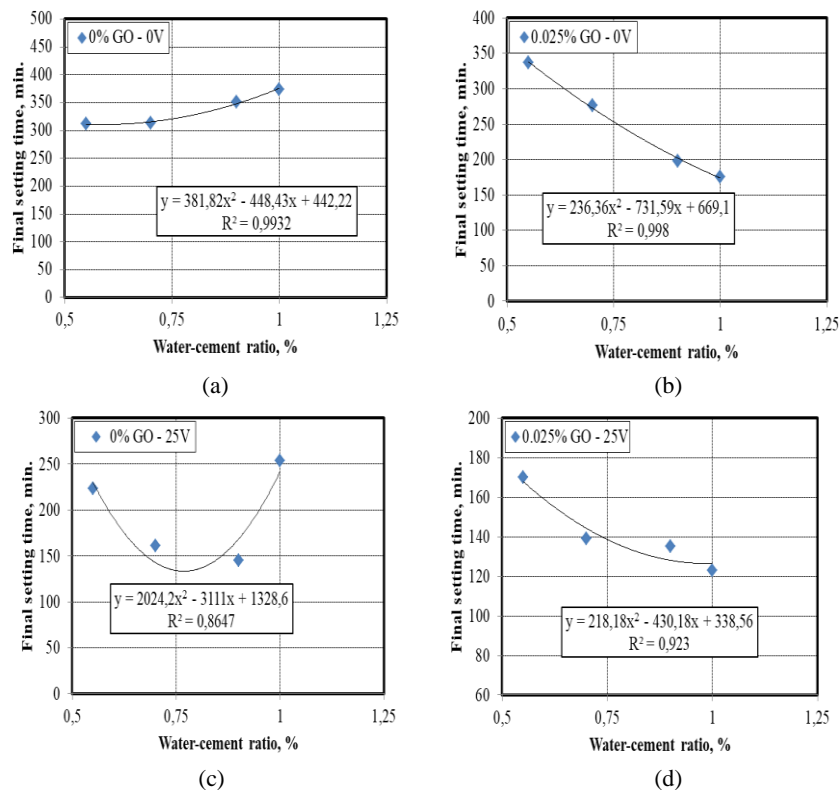 500
450
400
350
300
250
200
150
100
50
0
Final setting time, min.
0% GO - 0V
y = 381,82x² - 448,43x + 442,22
R² = 0,9932
0,5 0,75 1 1,25
Water-cement ratio, %
(a)
400
350
300
250
200
150
100
50
0
Final setting time, min.
0.025% GO - 0V
y = 236,36x² - 731,59x + 669,1
R² = 0,998
0,5 0,75 1 1,25
Water-cement ratio, %
(b)
300
250
200
150
100
50
0
Final setting time, min.
0% GO - 25V
y = 2024,2x² - 3111x + 1328,6
R² = 0,8647
0,5 0,75 1 1,25
Water-cement ratio, %
(c)
200
180
160
140
120
100
80
60
Final setting time, min.
0.025% GO - 25V
y = 218,18x² - 430,18x + 338,56
R² = 0,923
0,5 0,75 1 1,25
Water-cement ratio, %
(d)